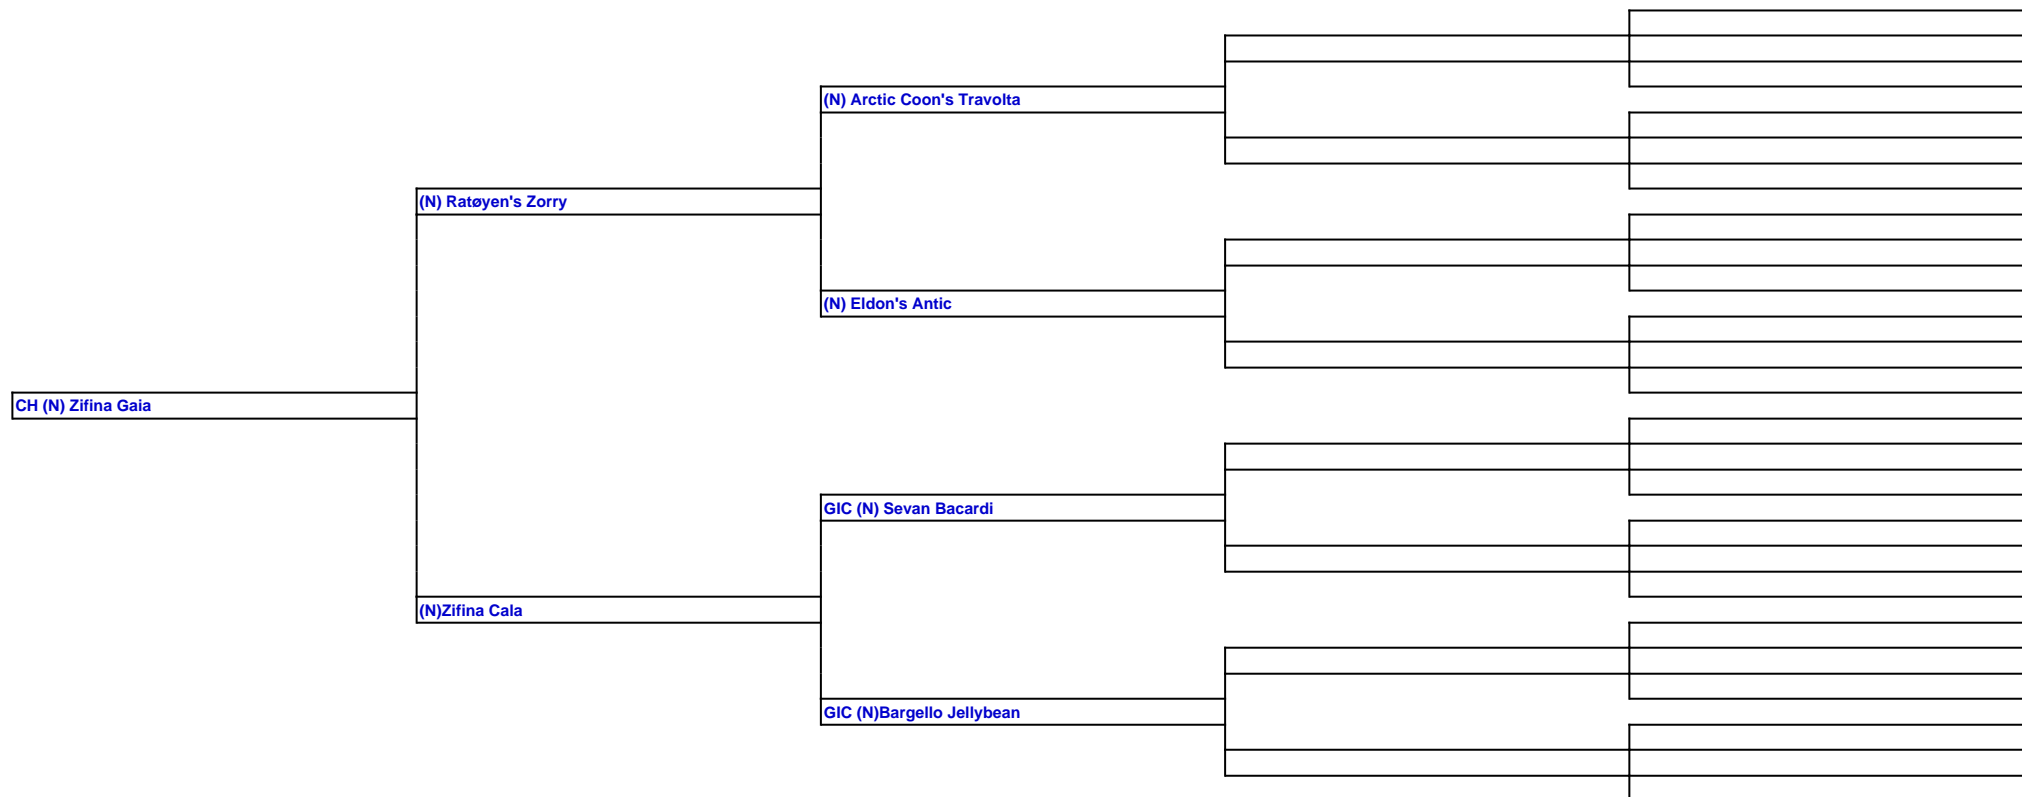 (N) Arctic Coon's Travolta
(N) Ratøyen's Zorry
(N) Eldon's Antic
CH (N) Zifina Gaia
GIC (N) Sevan Bacardi
(N)Zifina Cala
GIC (N)Bargello Jellybean